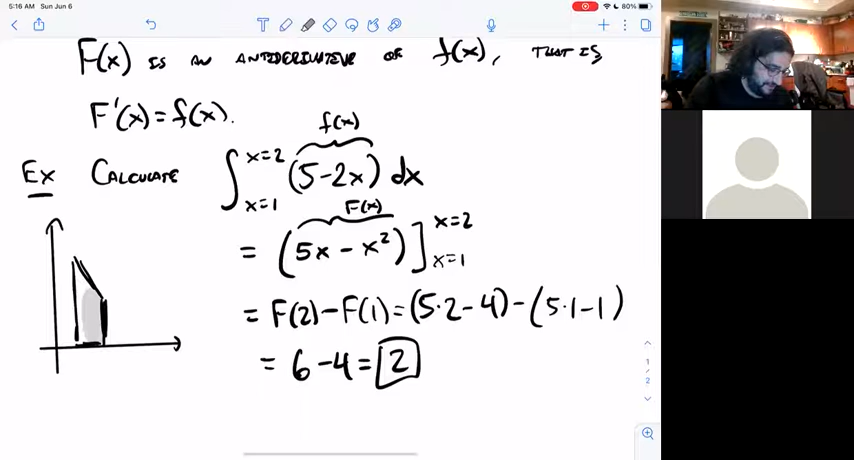 5:16 AM Sun Jun 6
80%
F(x) IS AN ANTIDERIVATIVE OF f(x), THAT IS
F'(x) = f(x).
f(x)
Ex CALCULATE ∫ x=2 x=1 (5-2x) dx
F(x)
= (5x - x²)] x=2 x=1
= F(2) - F(1) = (5·2-4) - (5·1-1)
= 6-4 = 2
1
/
2